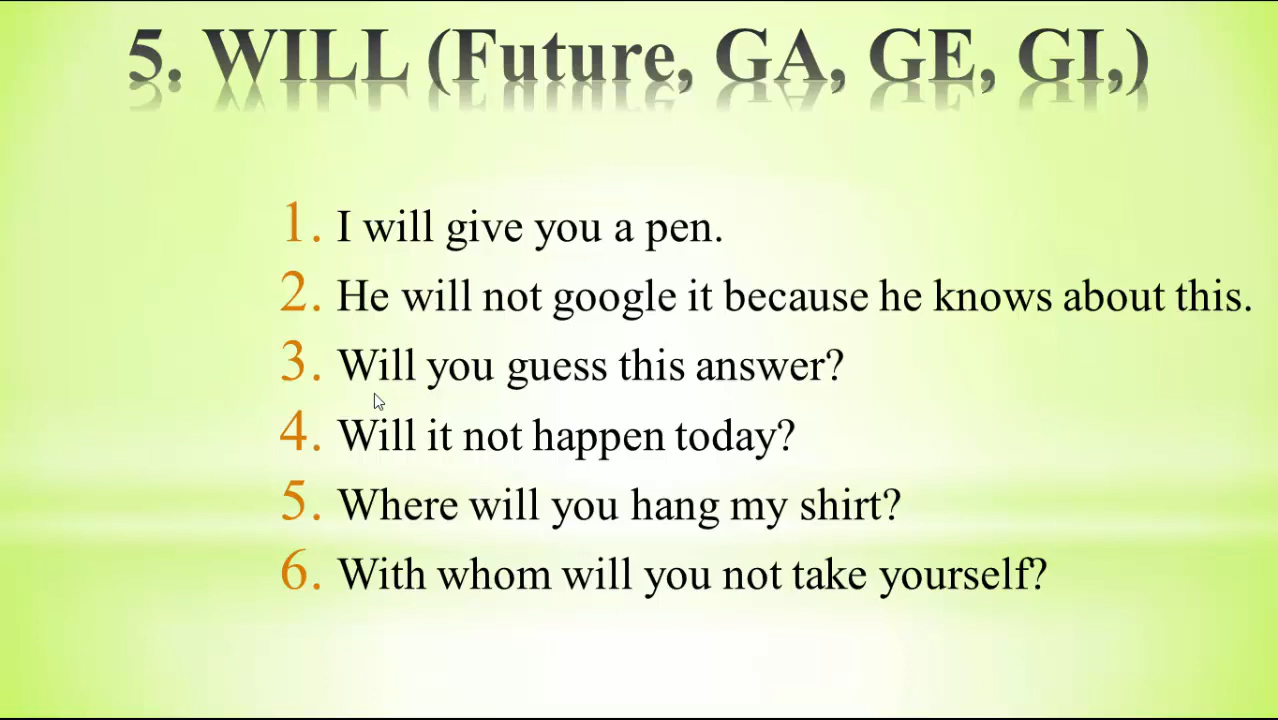 5. WILL (Future, GA, GE, GI,)
1. I will give you a pen.
2. He will not google it because he knows about this.
3. Will you guess this answer?
4. Will it not happen today?
5. Where will you hang my shirt?
6. With whom will you not take yourself?